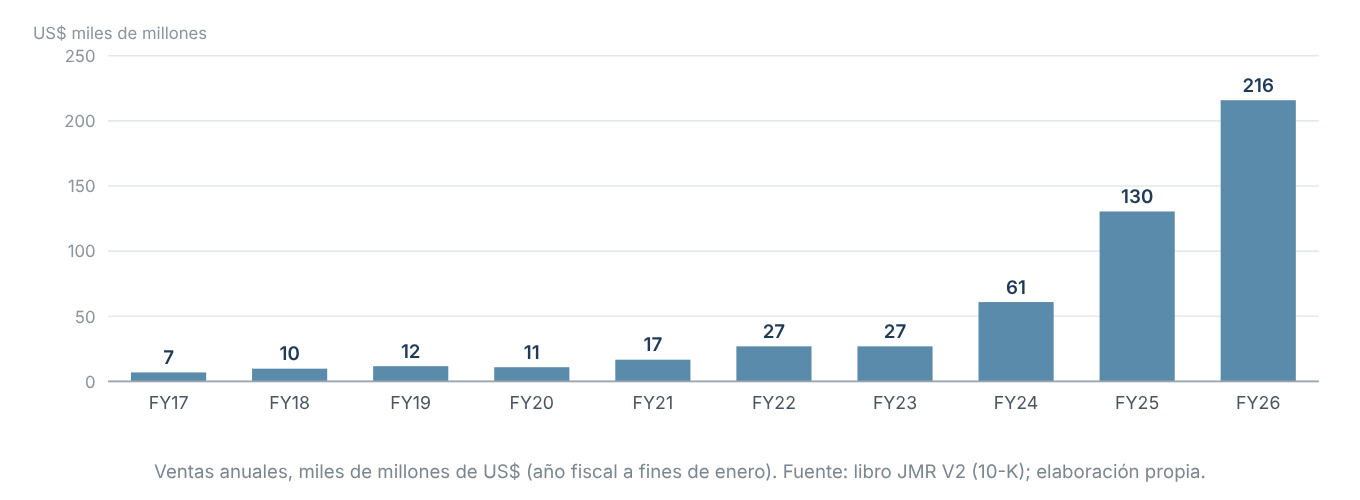 US$ miles de millones
250
200
150
100
50
0
7
10
12
11
17
27
27
61
130
216
FY17
FY18
FY19
FY20
FY21
FY22
FY23
FY24
FY25
FY26
Ventas anuales, miles de millones de US$ (año fiscal a fines de enero). Fuente: libro JMR V2 (10-K); elaboración propia.